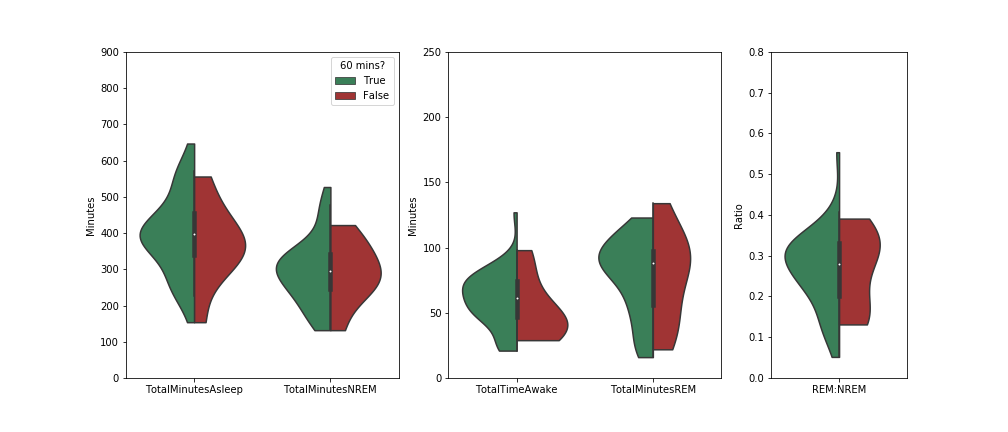 900
800
700
600
500
400
300
200
100
0
Minutes
60 mins?
True
False
TotalMinutesAsleep
TotalMinutesNREM
250
200
150
100
50
0
Minutes
TotalTimeAwake
TotalMinutesREM
0.8
0.7
0.6
0.5
0.4
0.3
0.2
0.1
0.0
Ratio
REM:NREM